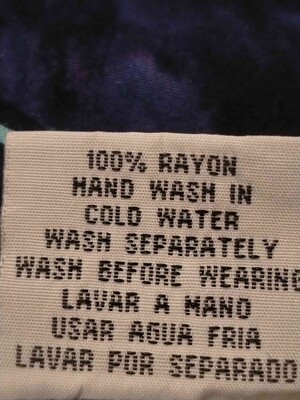 100% RAYON
HAND WASH IN
COLD WATER
WASH SEPARATELY
WASH BEFORE WEARING
LAVAR A MANO
USAR AGUA FRIA
LAVAR POR SEPARADO